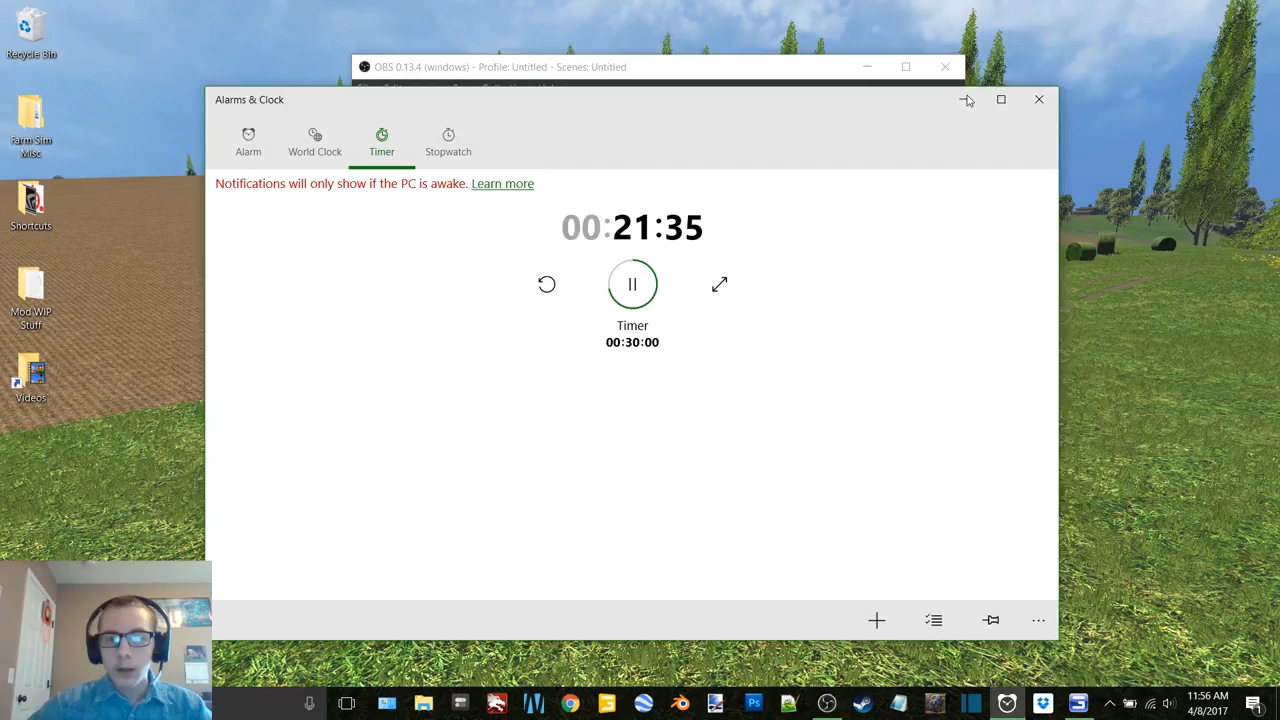 Recycle Bin
Farm Sim
Misc
Shortcuts
Mod WIP
Stuff
Videos
OBS 0.13.4 (windows) - Profile: Untitled - Scenes: Untitled
Alarms & Clock
Alarm
World Clock
Timer
Stopwatch
Notifications will only show if the PC is awake. Learn more
00:21:35
Timer
00:30:00
11:56 AM
4/8/2017